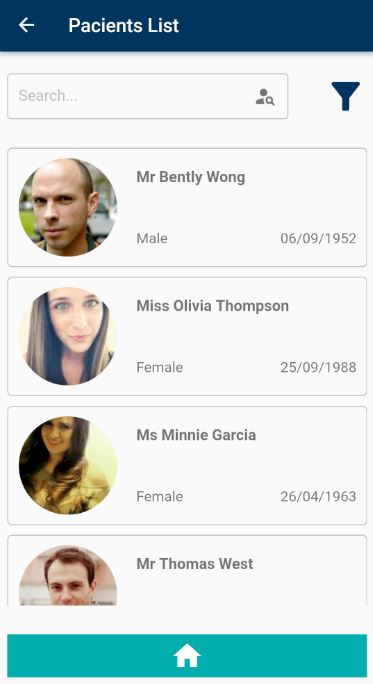 Pacients List
Search...
Mr Bently Wong
Male 06/09/1952
Miss Olivia Thompson
Female 25/09/1988
Ms Minnie Garcia
Female 26/04/1963
Mr Thomas West